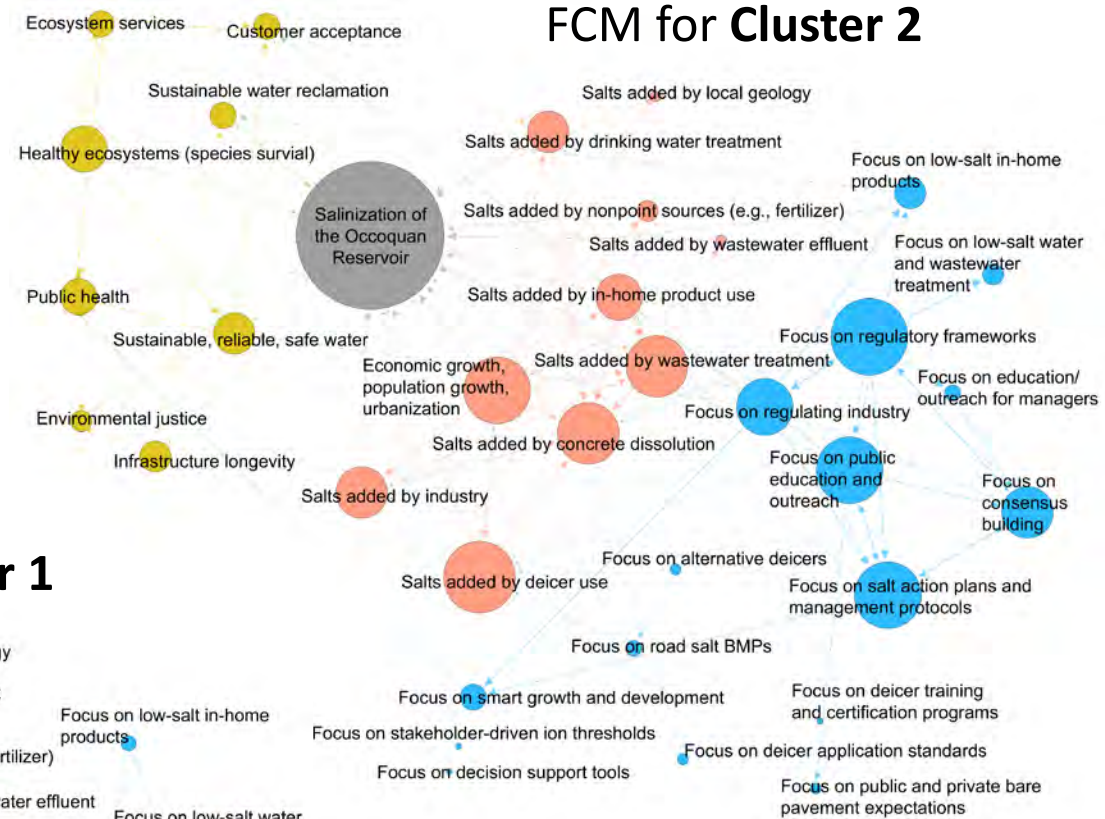 FCM for Cluster 2
Ecosystem services
Customer acceptance
Sustainable water reclamation
Healthy ecosystems (species survial)
Public health
Sustainable, reliable, safe water
Environmental justice
Infrastructure longevity
Salinization of
the Occoquan
Reservoir
Salts added by local geology
Salts added by drinking water treatment
Salts added by nonpoint sources (e.g., fertilizer)
Salts added by wastewater effluent
Salts added by in-home product use
Salts added by wastewater treatment
Economic growth,
population growth,
urbanization
Salts added by concrete dissolution
Salts added by industry
Salts added by deicer use
Focus on low-salt in-home
products
Focus on low-salt water
and wastewater
treatment
Focus on regulatory frameworks
Focus on education/
outreach for managers
Focus on regulating industry
Focus on public
education and
outreach
Focus on
consensus
building
Focus on alternative deicers
Focus on salt action plans and
management protocols
Focus on road salt BMPs
Focus on smart growth and development
Focus on stakeholder-driven ion thresholds
Focus on decision support tools
Focus on deicer training
and certification programs
Focus on deicer application standards
Focus on public and private bare
pavement expectations
r 1
gy
Focus on low-salt in-home
products
rtilizer)
ater effluent
Focus on low-salt water